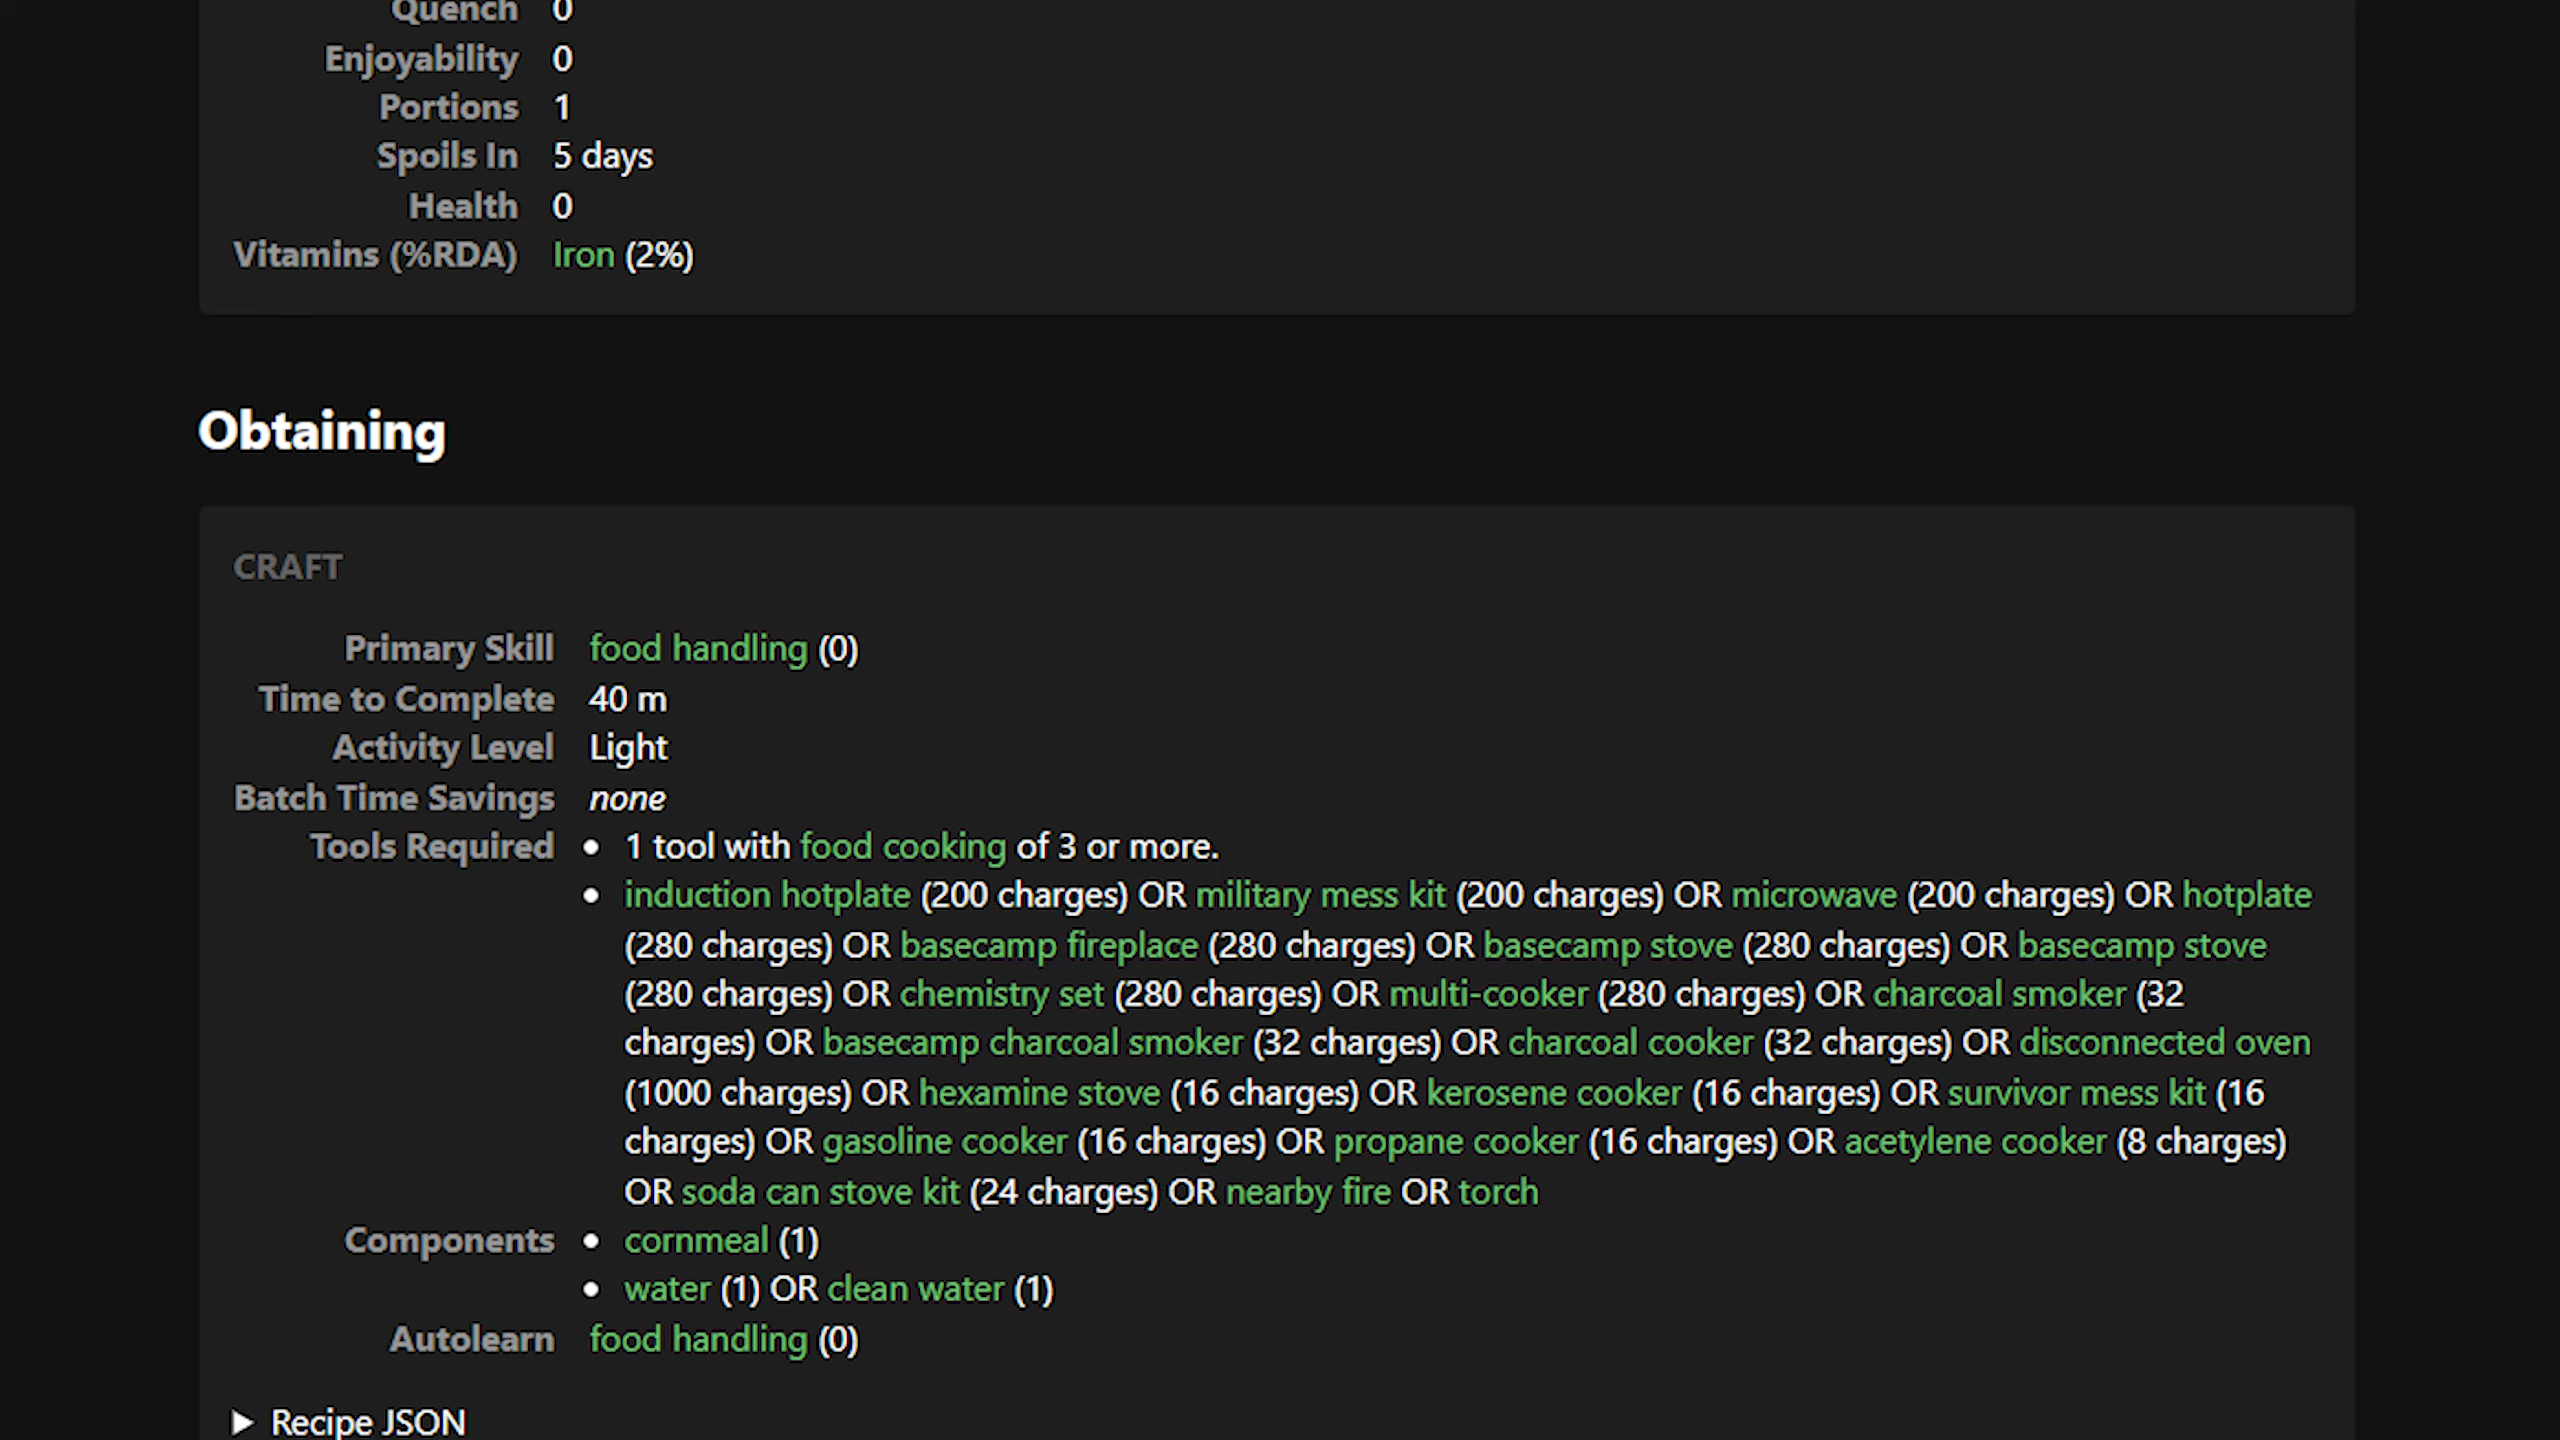 Quench 0
Enjoyability 0
Portions 1
Spoils In 5 days
Health 0
Vitamins (%RDA) Iron (2%)
Obtaining
CRAFT
Primary Skill food handling (0)
Time to Complete 40 m
Activity Level Light
Batch Time Savings none
Tools Required • 1 tool with food cooking of 3 or more.
• induction hotplate (200 charges) OR military mess kit (200 charges) OR microwave (200 charges) OR hotplate
(280 charges) OR basecamp fireplace (280 charges) OR basecamp stove (280 charges) OR basecamp stove
(280 charges) OR chemistry set (280 charges) OR multi-cooker (280 charges) OR charcoal smoker (32
charges) OR basecamp charcoal smoker (32 charges) OR charcoal cooker (32 charges) OR disconnected oven
(1000 charges) OR hexamine stove (16 charges) OR kerosene cooker (16 charges) OR survivor mess kit (16
charges) OR gasoline cooker (16 charges) OR propane cooker (16 charges) OR acetylene cooker (8 charges)
OR soda can stove kit (24 charges) OR nearby fire OR torch
Components • cornmeal (1)
• water (1) OR clean water (1)
Autolearn food handling (0)
▶ Recipe JSON